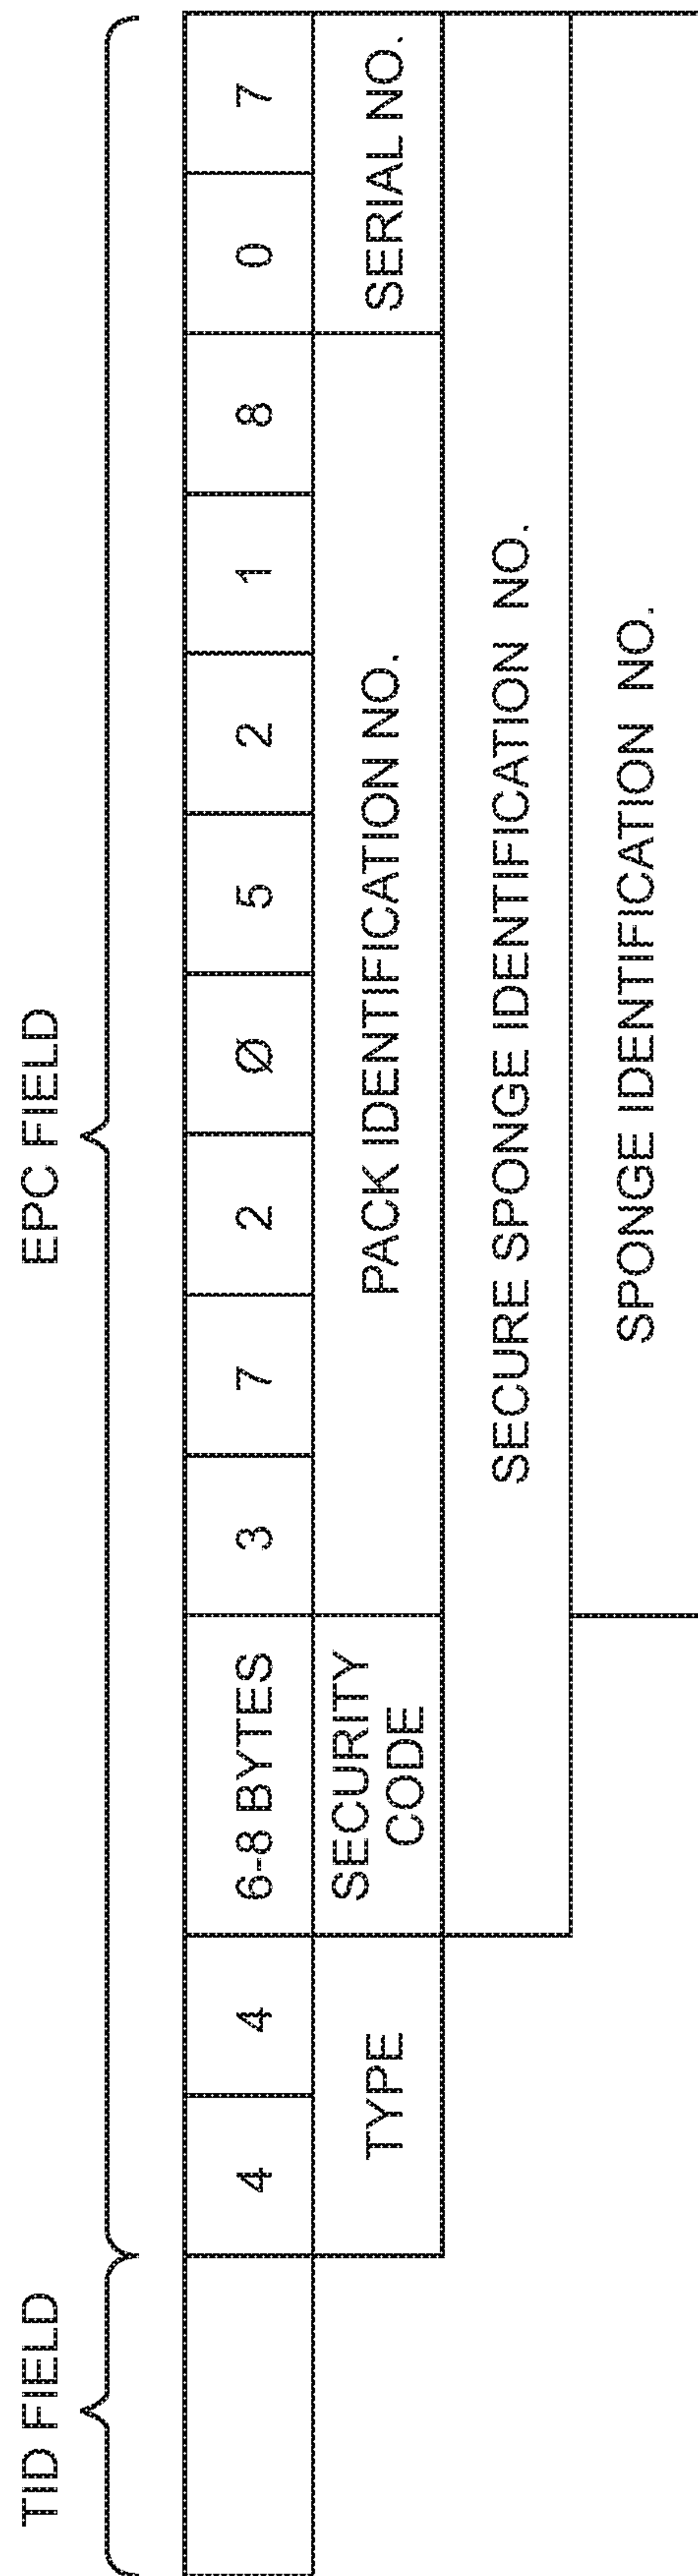 TID FIELD
EPC FIELD
4 4 6-8 BYTES 3 7 2 Ø 5 2 1 8 0 7
TYPE
SECURITY
CODE
PACK IDENTIFICATION NO.
SERIAL NO.
SECURE SPONGE IDENTIFICATION NO.
SPONGE IDENTIFICATION NO.